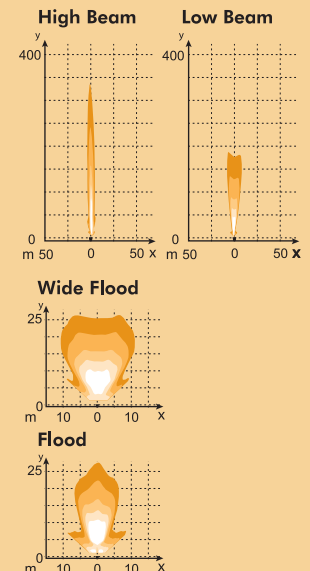 High Beam Low Beam
y y
400 400
0 0
m 50 0 50 x m 50 0 50 x
Wide Flood
y
25
0
m 10 0 10 x
Flood
y
25
0
m 10 0 10 x